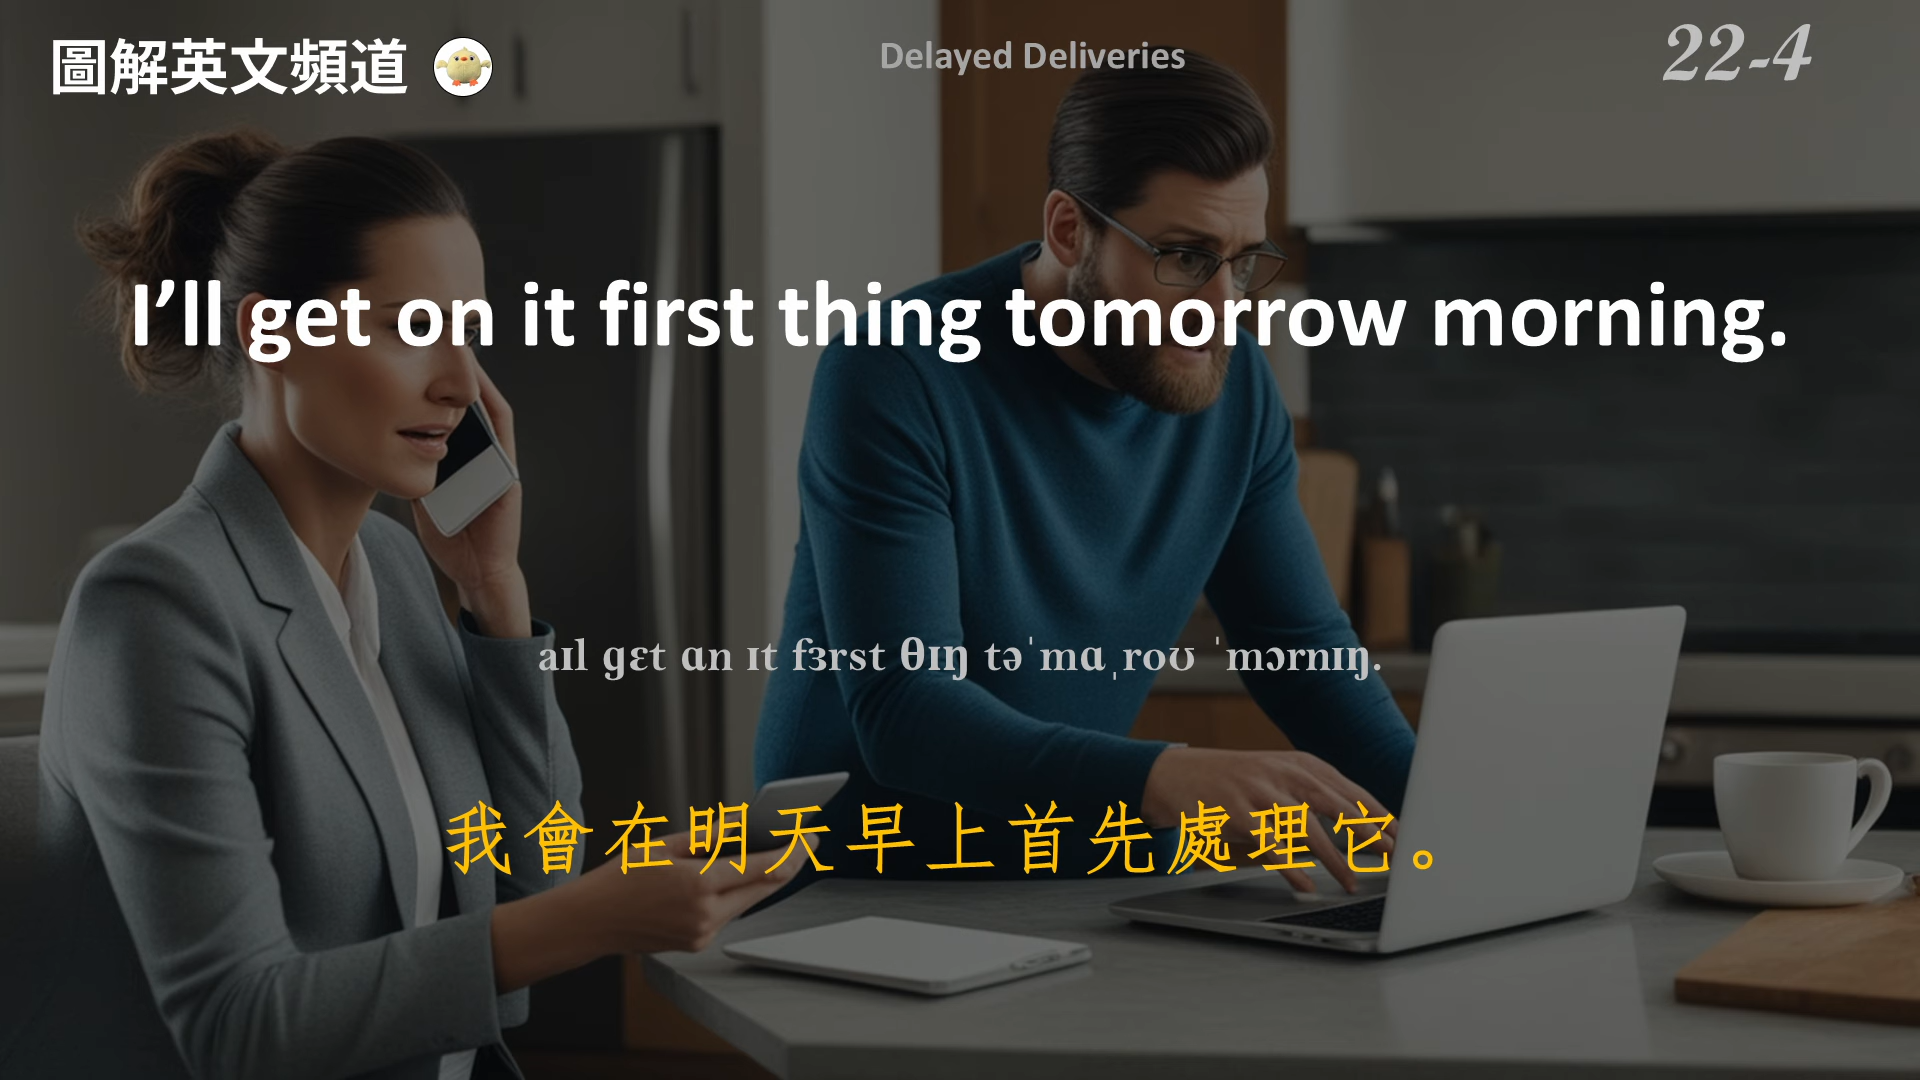 圖解英文頻道
Delayed Deliveries
22-4
I’ll get on it first thing tomorrow morning.
aɪl ɡɛt ɑn ɪt fɜrst θɪŋ təˈmɑˌroʊ ˈmɔrnɪŋ.
我會在明天早上首先處理它。